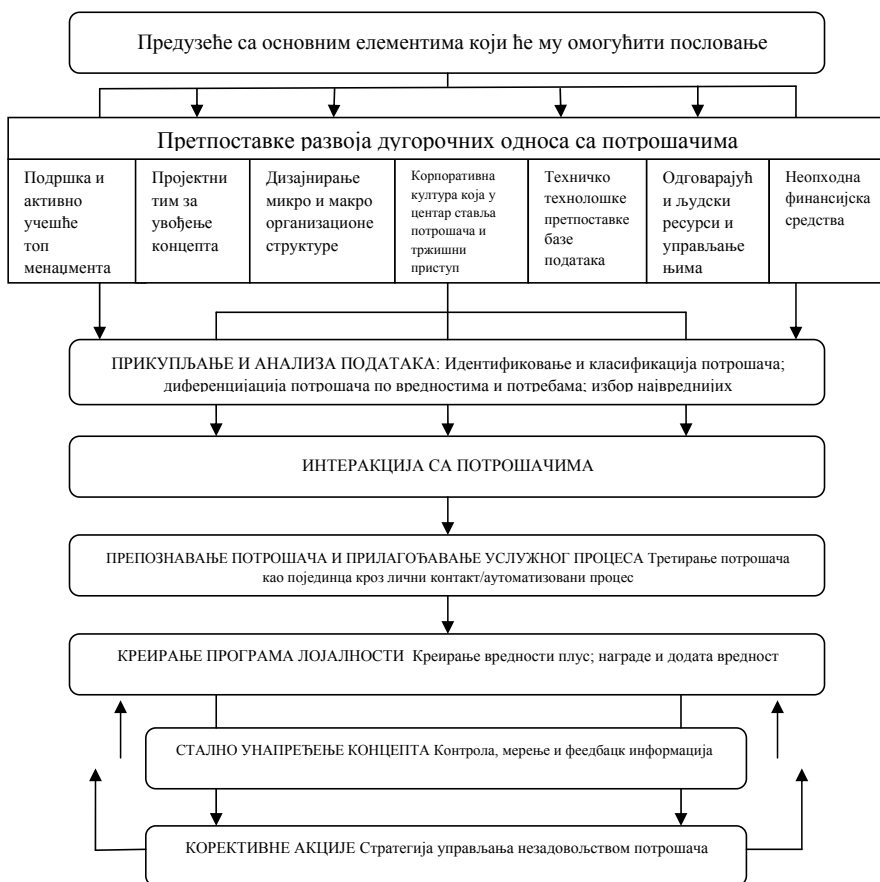 Предузеће са основним елементима који ће му омогућити пословање
Претпоставке развоја дугорочних односа са потрошачима
Подршка и
активно
учешће
топ
менаџмента
Пројектни
тим за
увођење
концепта
Дизајнирање
микро и макро
организационе
структуре
Корпоративна
култура која у
центар ставља
потрошача и
тржишни
приступ
Техничко
технолошке
претпоставке
базе
података
Одговарајућ
и људски
ресурси и
управљање
њима
Неопходна
финансијска
средства
ПРИКУПЉАЊЕ И АНАЛИЗА ПОДАТАКА: Идентификовање и класификација потрошача;
диференцијација потрошача по вредностима и потребама; избор највреднијих
ИНТЕРАКЦИЈА СА ПОТРОШАЧИМА
ПРЕПОЗНАВАЊЕ ПОТРОШАЧА И ПРИЛАГОЂАВАЊЕ УСЛУЖНОГ ПРОЦЕСА Третирање потрошача
као појединца кроз лични контакт/аутоматизовани процес
КРЕИРАЊЕ ПРОГРАМА ЛОЈАЛНОСТИ Креирање вредности плус; награде и додата вредност
СТАЛНО УНАПРЕЂЕЊЕ КОНЦЕПТА Контрола, мерење и феедбацк информација
КОРЕКТИВНЕ АКЦИЈЕ Стратегија управљања незадовољством потрошача